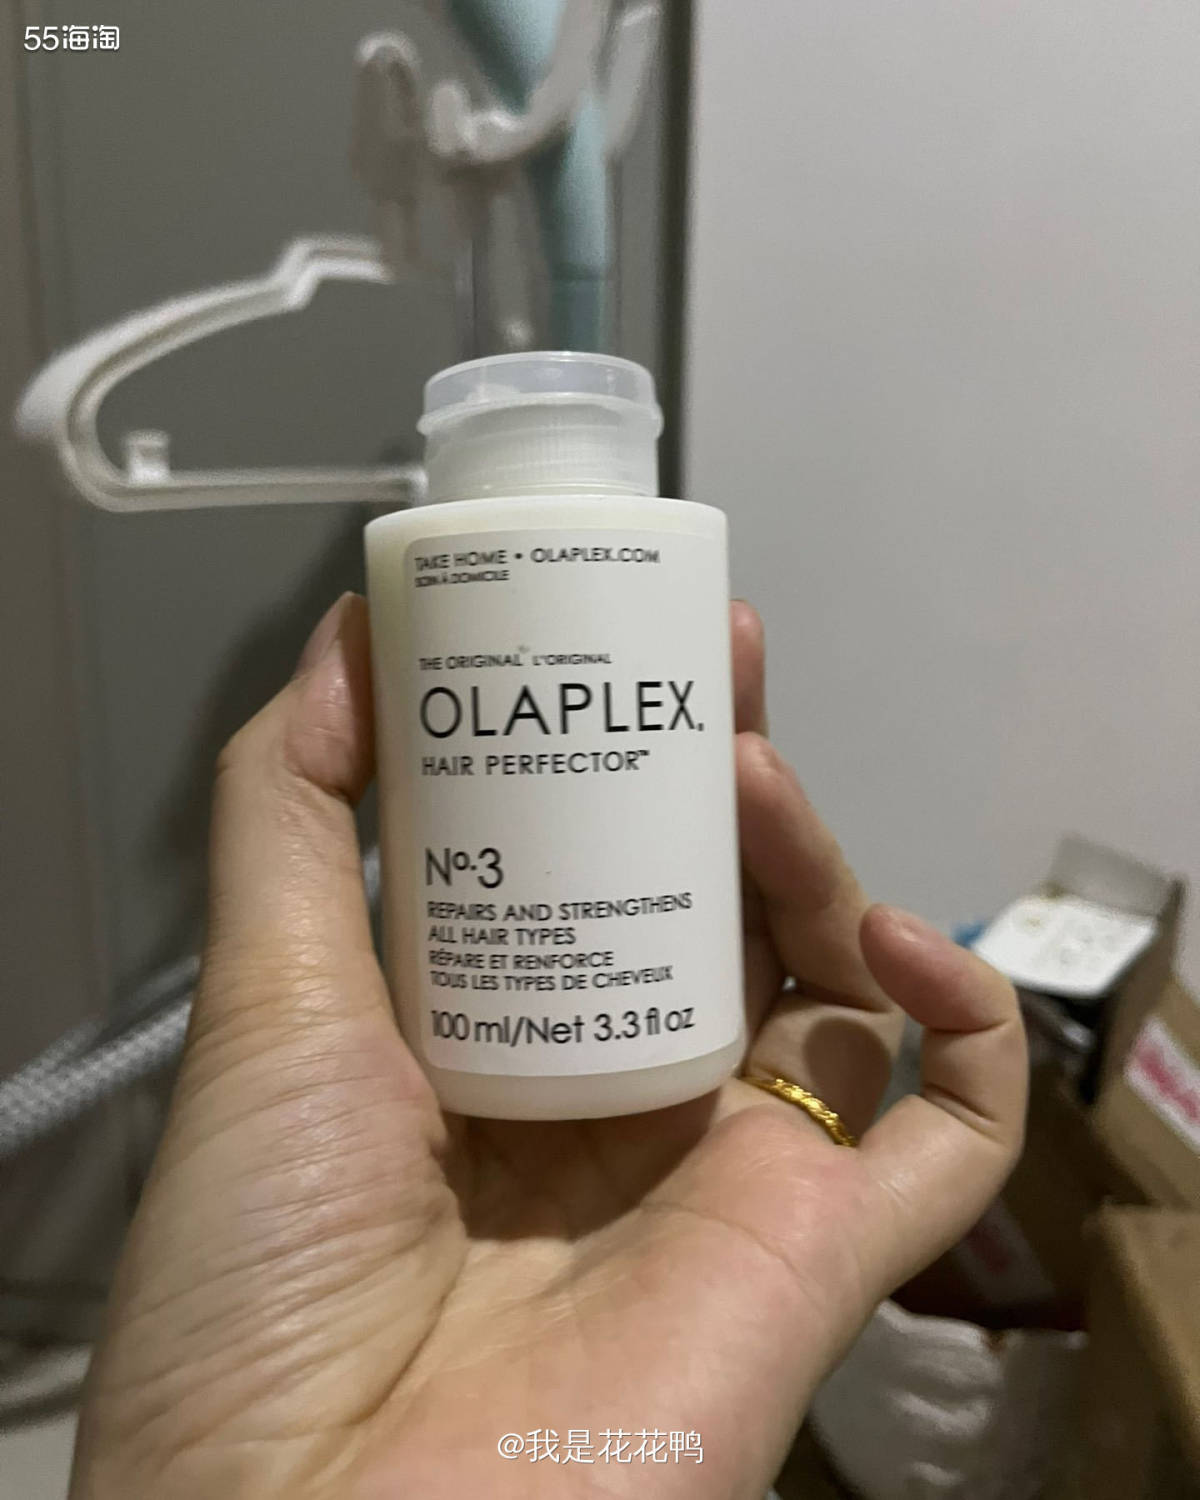 55海淘
TAKE HOME • OLAPLEX.COM
SOIN À DOMICILE
THE ORIGINAL L'ORIGINAL
OLAPLEX.
HAIR PERFECTOR™
Nº.3
REPAIRS AND STRENGTHENS
ALL HAIR TYPES
RÉPARE ET RENFORCE
TOUS LES TYPES DE CHEVEUX
100 ml/Net 3.3 fl oz
@我是花花鸭